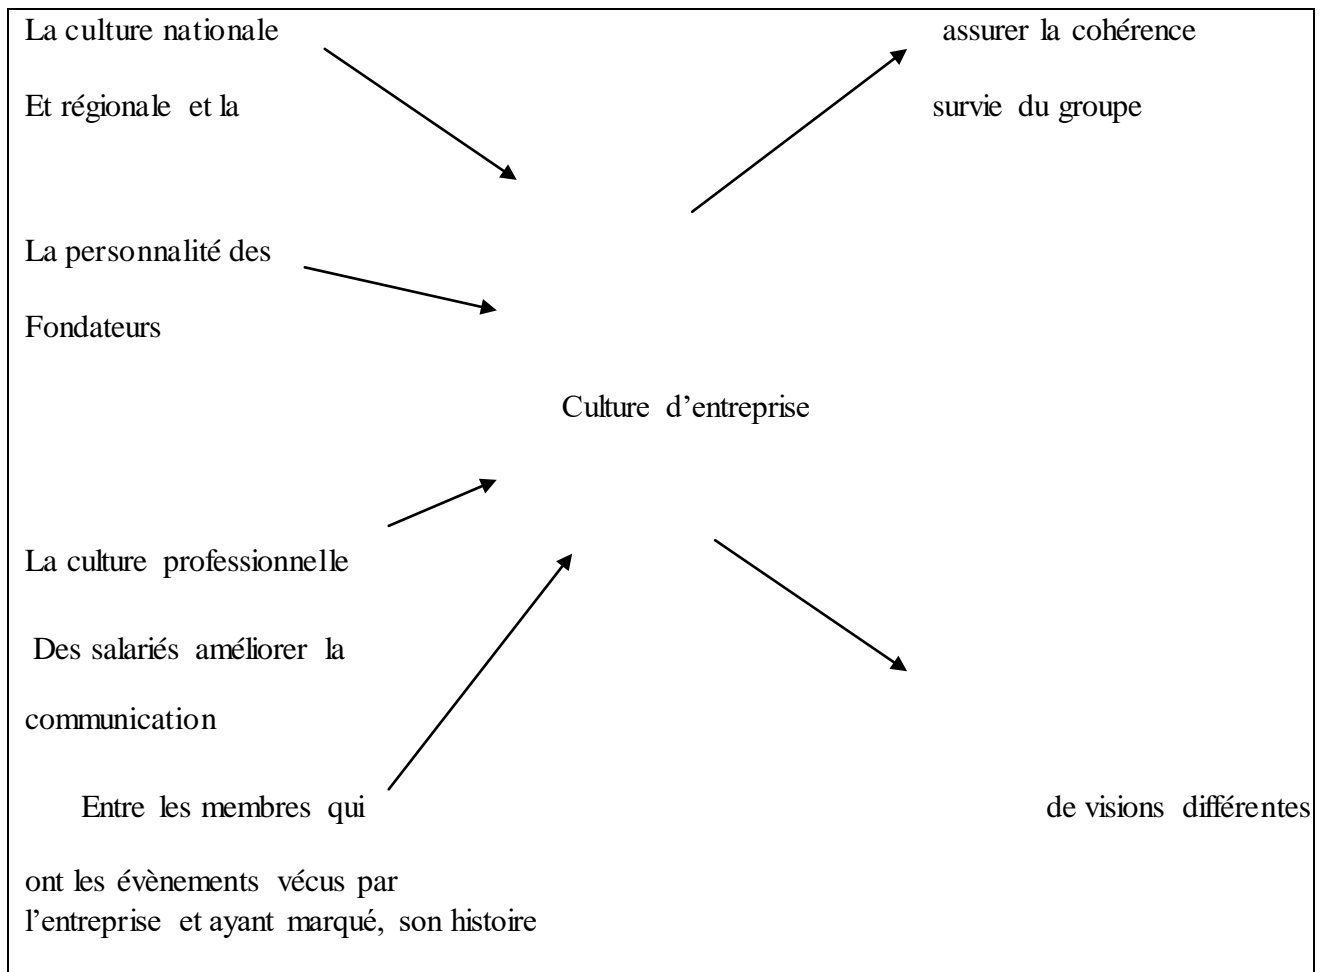 La culture nationale assurer la cohérence
Et régionale et la survie du groupe
La personnalité des
Fondateurs
Culture d’entreprise
La culture professionnelle
Des salariés améliorer la
communication
Entre les membres qui de visions différentes
ont les évènements vécus par
l’entreprise et ayant marqué, son histoire